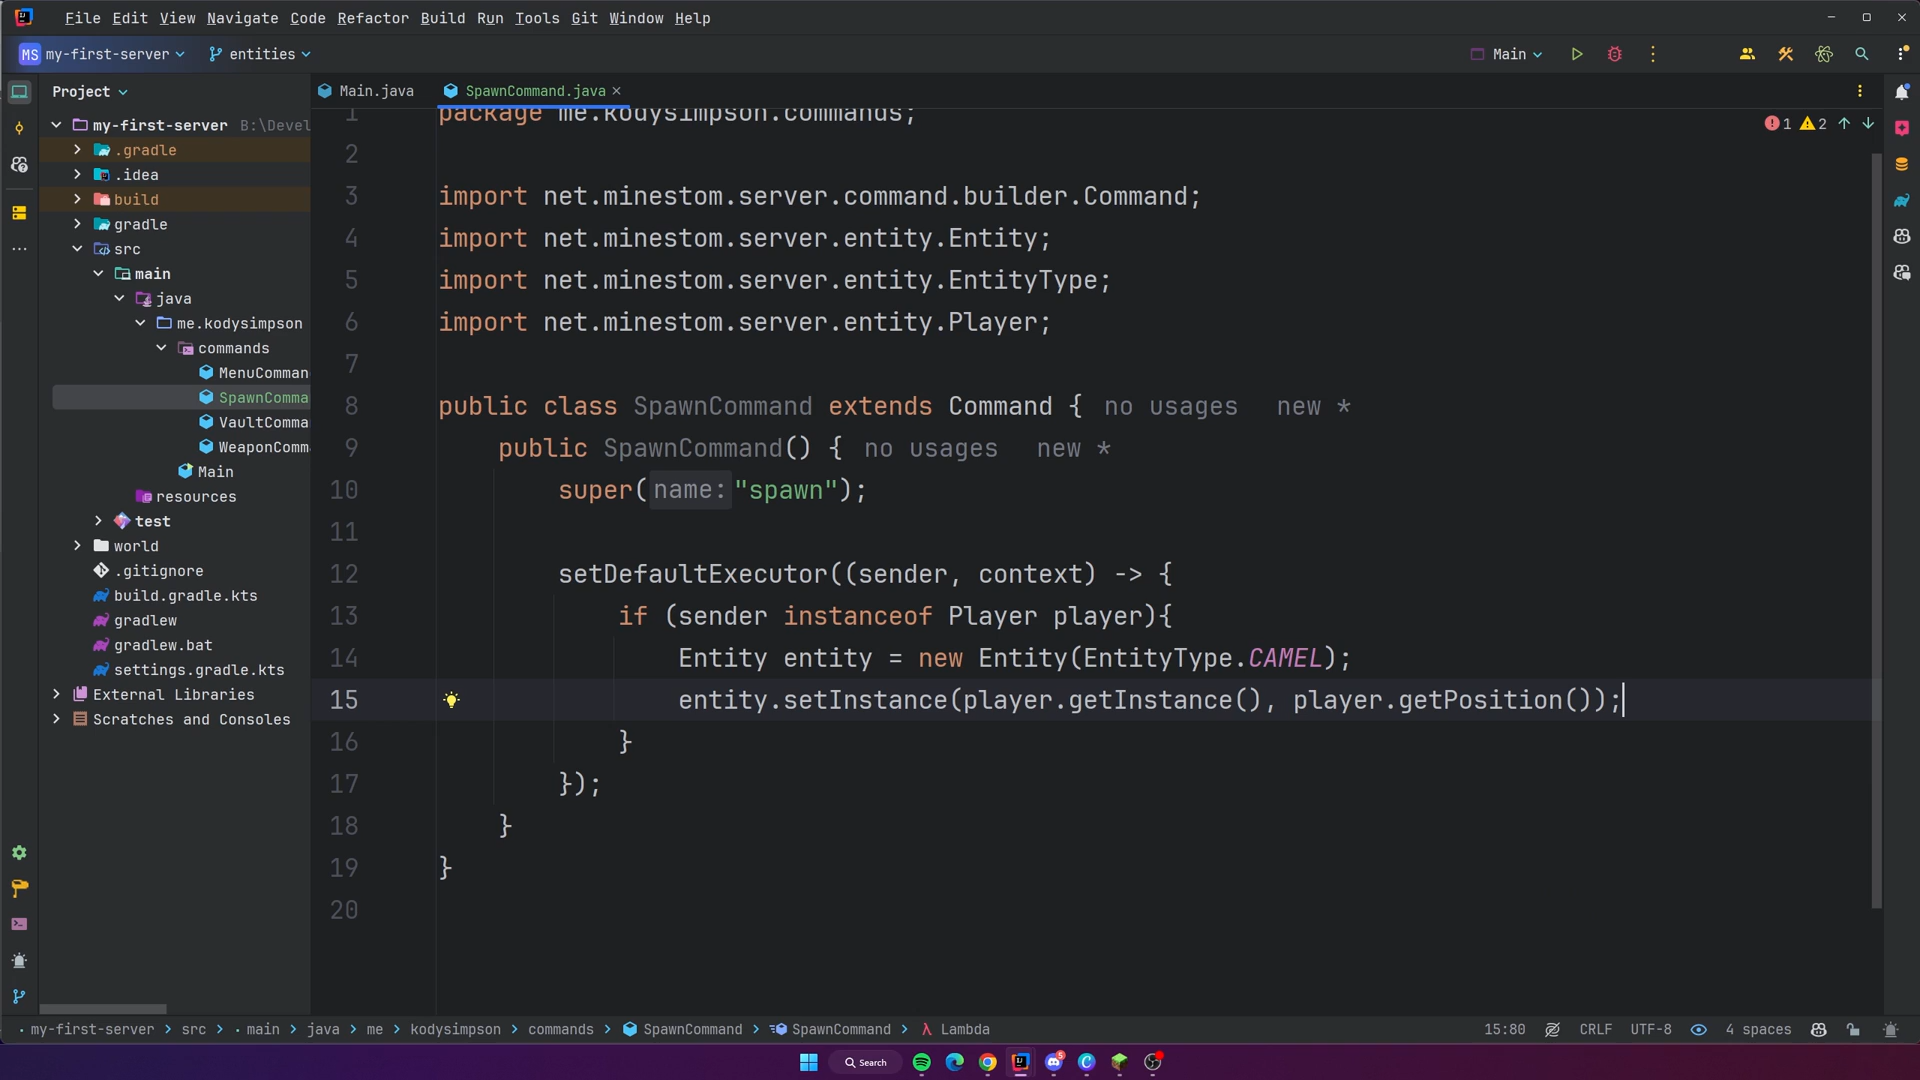 File Edit View Navigate Code Refactor Build Run Tools Git Window Help
MS my-first-server entities Main
Project Main.java SpawnCommand.java
my-first-server B:\Devel
.gradle
.idea
build
gradle
src
main
java
me.kodysimpson
commands
MenuComman
SpawnComma
VaultComma
WeaponComm
Main
resources
test
world
.gitignore
build.gradle.kts
gradlew
gradlew.bat
settings.gradle.kts
External Libraries
Scratches and Consoles
1 2
1 package me.kodysimpson.commands;
2
3 import net.minestom.server.command.builder.Command;
4 import net.minestom.server.entity.Entity;
5 import net.minestom.server.entity.EntityType;
6 import net.minestom.server.entity.Player;
7
8 public class SpawnCommand extends Command { no usages new *
9 public SpawnCommand() { no usages new *
10 super( name: "spawn");
11
12 setDefaultExecutor((sender, context) -> {
13 if (sender instanceof Player player){
14 Entity entity = new Entity(EntityType.CAMEL);
15 entity.setInstance(player.getInstance(), player.getPosition());
16 }
17 });
18 }
19 }
20
my-first-server > src > main > java > me > kodysimpson > commands > SpawnCommand > SpawnCommand > λ Lambda 15:80 CRLF UTF-8 4 spaces
Search 5